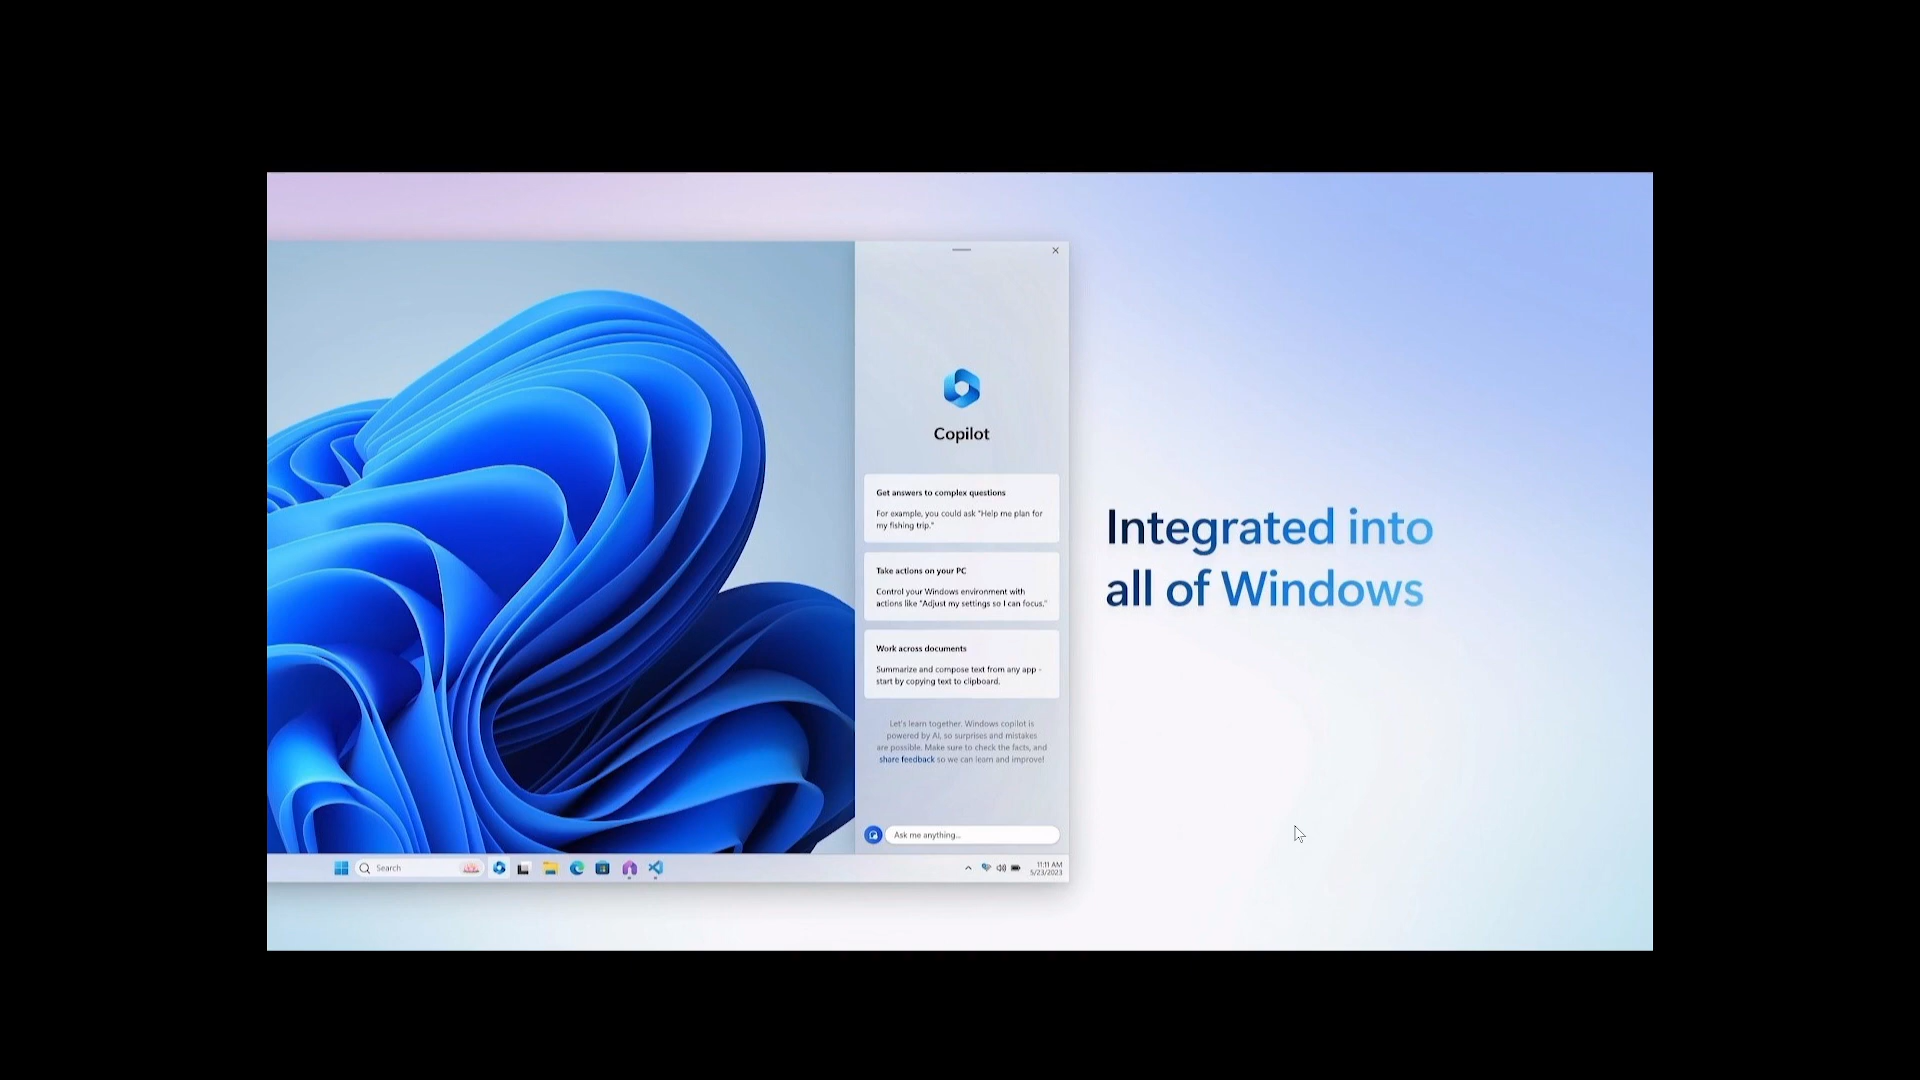 Copilot
Get answers to complex questions
For example, you could ask "Help me plan for
my fishing trip."
Take actions on your PC
Control your Windows environment with
actions like "Adjust my settings so I can focus."
Work across documents
Summarize and compose text from any app -
start by copying text to clipboard.
Let's learn together. Windows copilot is
powered by AI, so surprises and mistakes
are possible. Make sure to check the facts, and
share feedback so we can learn and improve!
Ask me anything...
Search
11:11 AM
5/23/2023
Integrated into
all of Windows